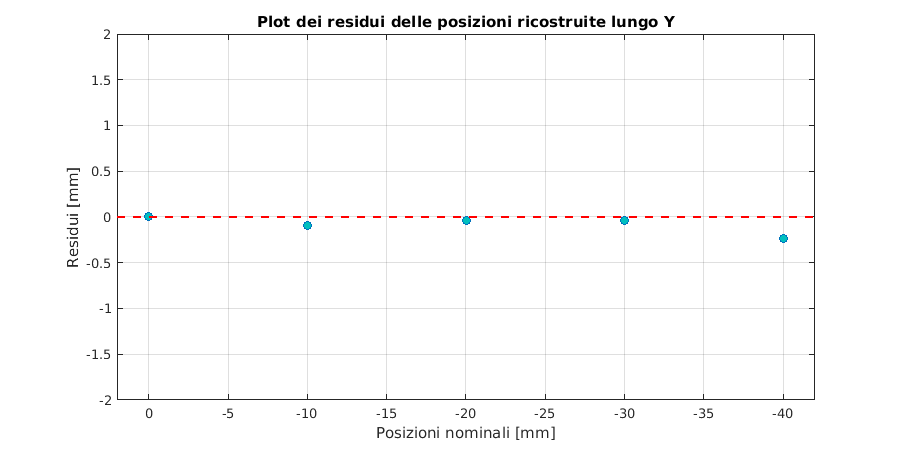 Plot dei residui delle posizioni ricostruite lungo Y
2
1.5
1
0.5
0
-0.5
-1
-1.5
-2
Residui [mm]
0 -5 -10 -15 -20 -25 -30 -35 -40
Posizioni nominali [mm]